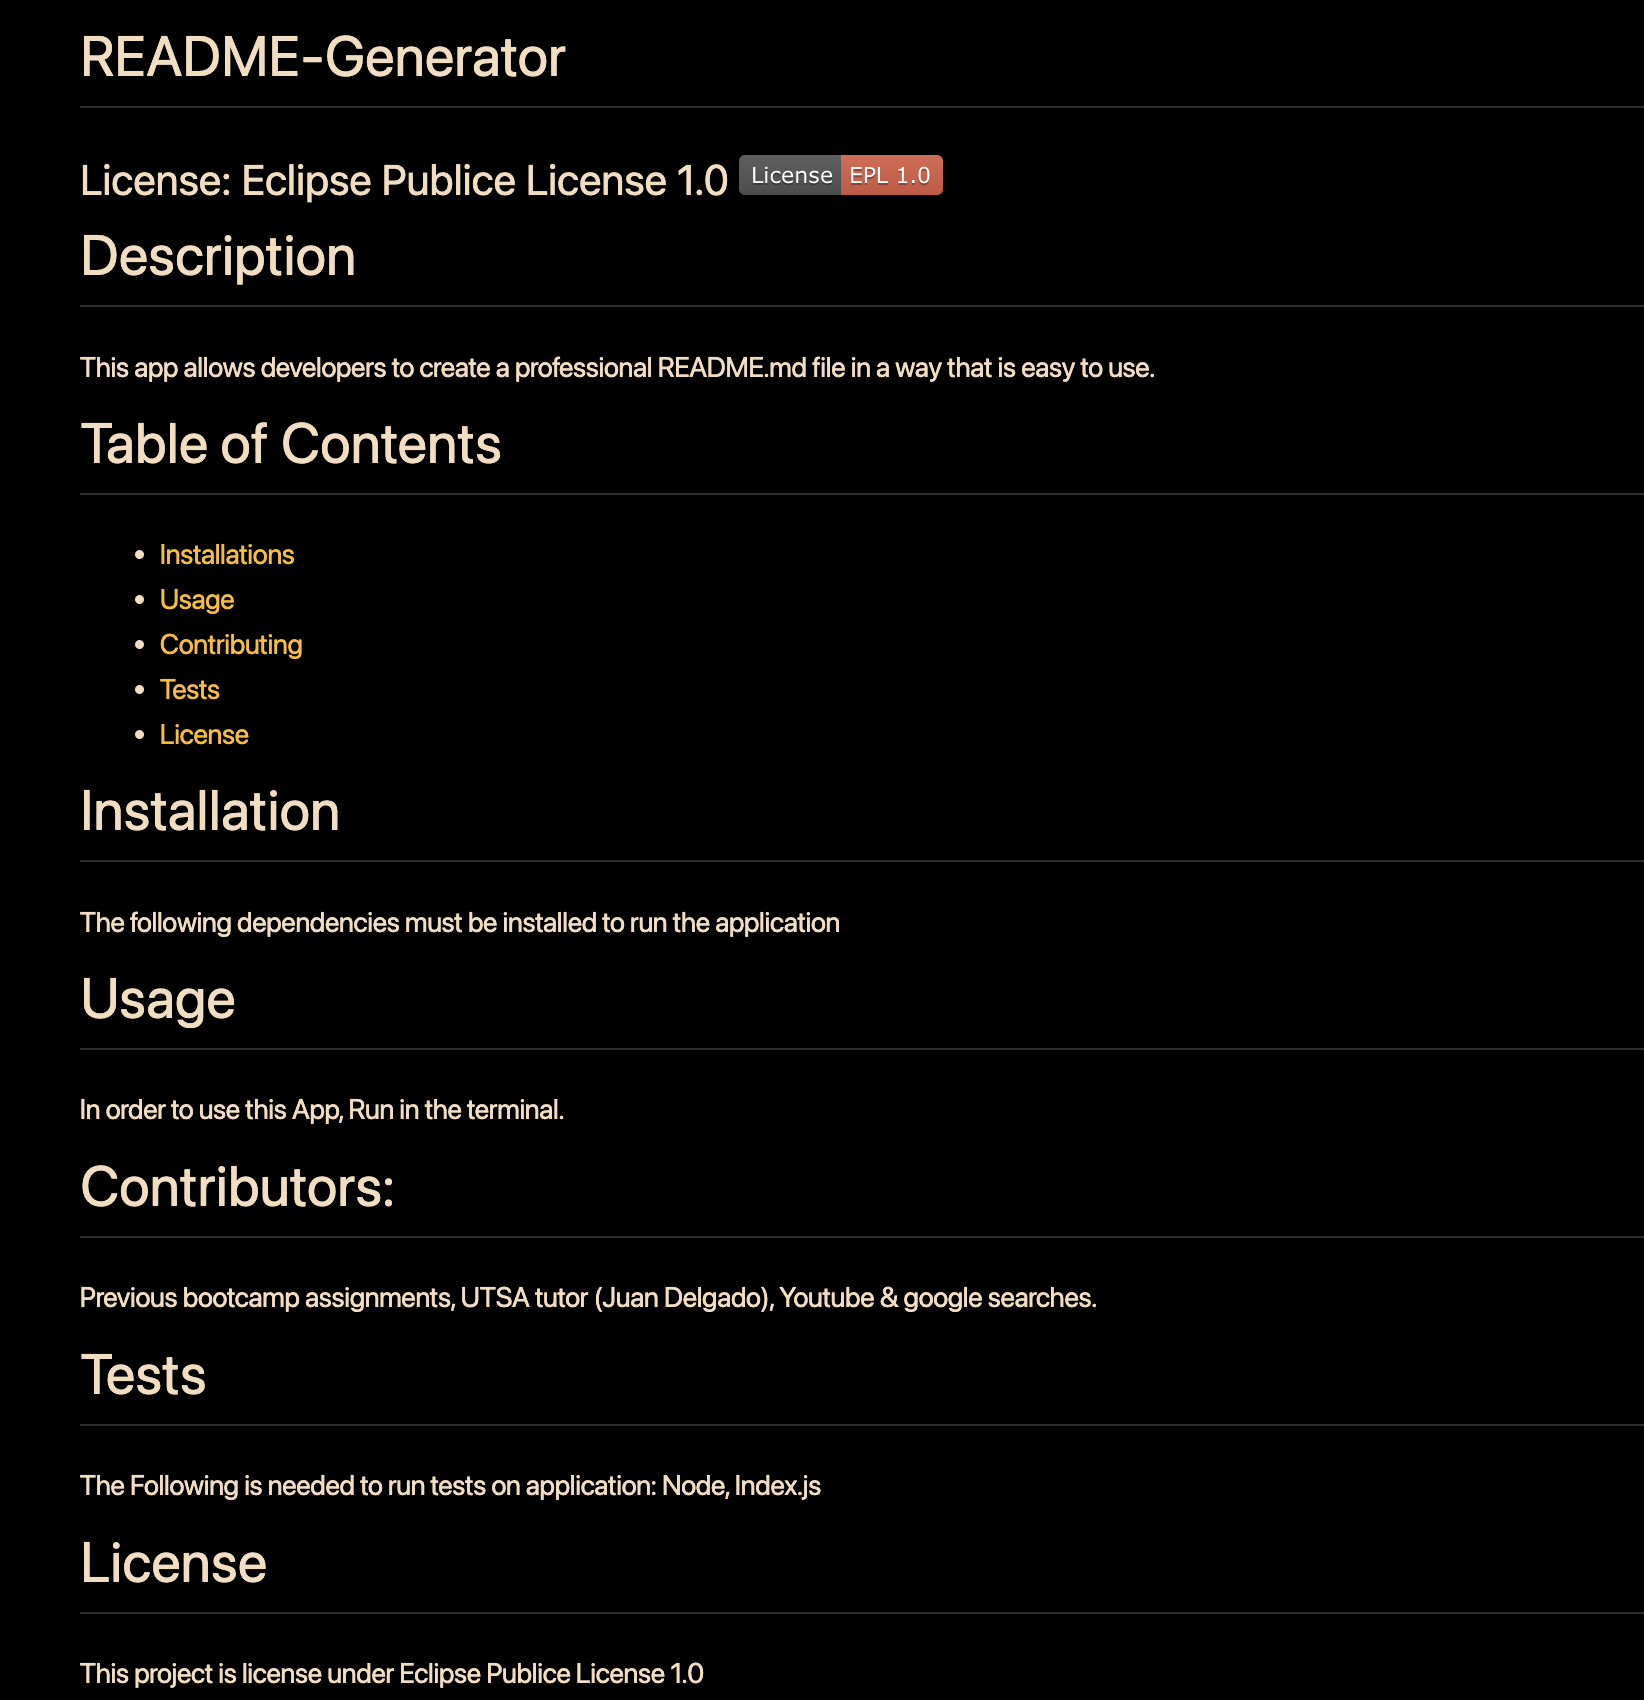 README-Generator
License: Eclipse Publice License 1.0 License EPL 1.0
Description
This app allows developers to create a professional README.md file in a way that is easy to use.
Table of Contents
• Installations
• Usage
• Contributing
• Tests
• License
Installation
The following dependencies must be installed to run the application
Usage
In order to use this App, Run in the terminal.
Contributors:
Previous bootcamp assignments, UTSA tutor (Juan Delgado), Youtube & google searches.
Tests
The Following is needed to run tests on application: Node, Index.js
License
This project is license under Eclipse Publice License 1.0